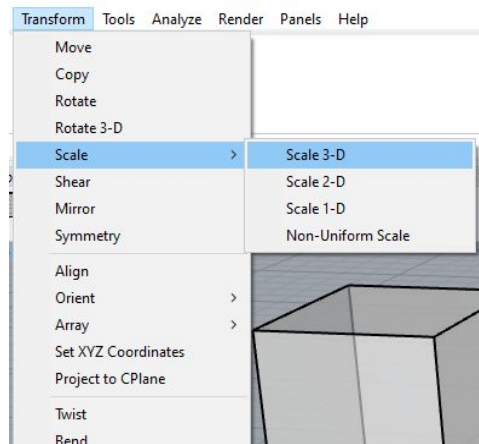 Transform Tools Analyze Render Panels Help
Move
Copy
Rotate
Rotate 3-D
Scale
Scale 3-D
Shear
Scale 2-D
Mirror
Scale 1-D
Symmetry
Non-Uniform Scale
Align
Orient
Array
Set XYZ Coordinates
Project to CPlane
Twist
Bend